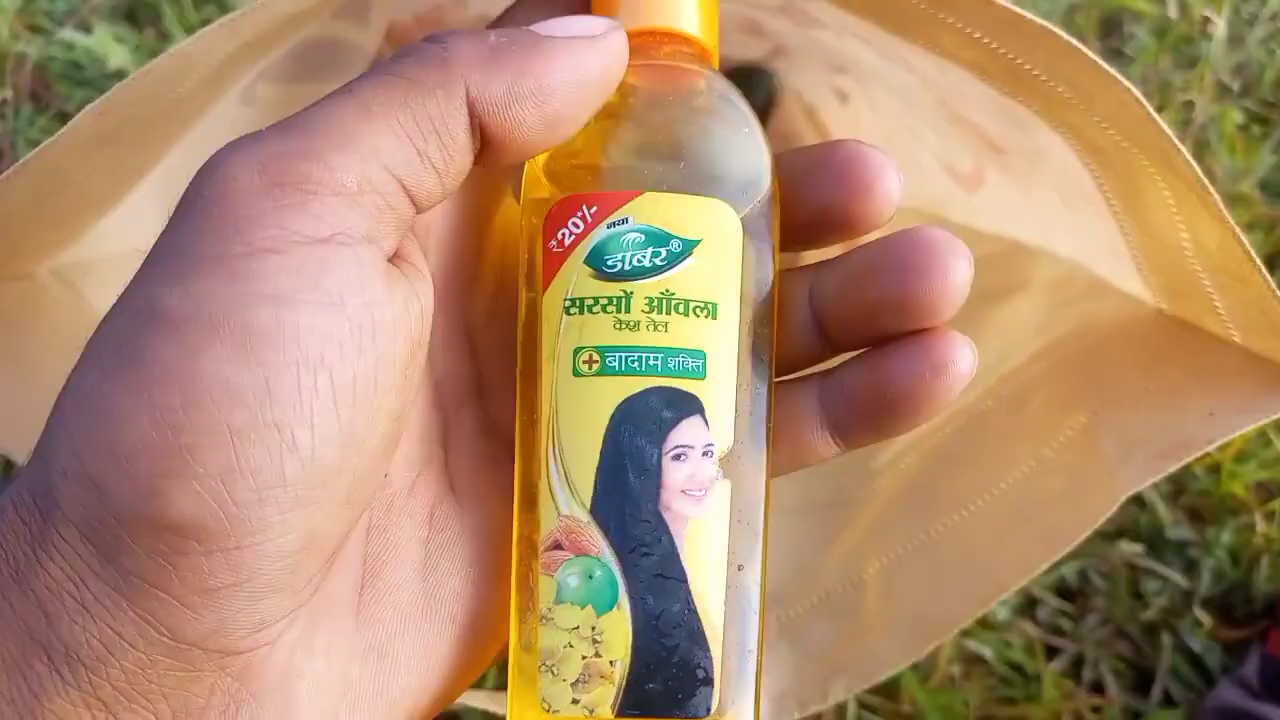 ₹20*/-
नया
डाबर®
सरसों आँवला
केश तेल
+ बादाम शक्ति